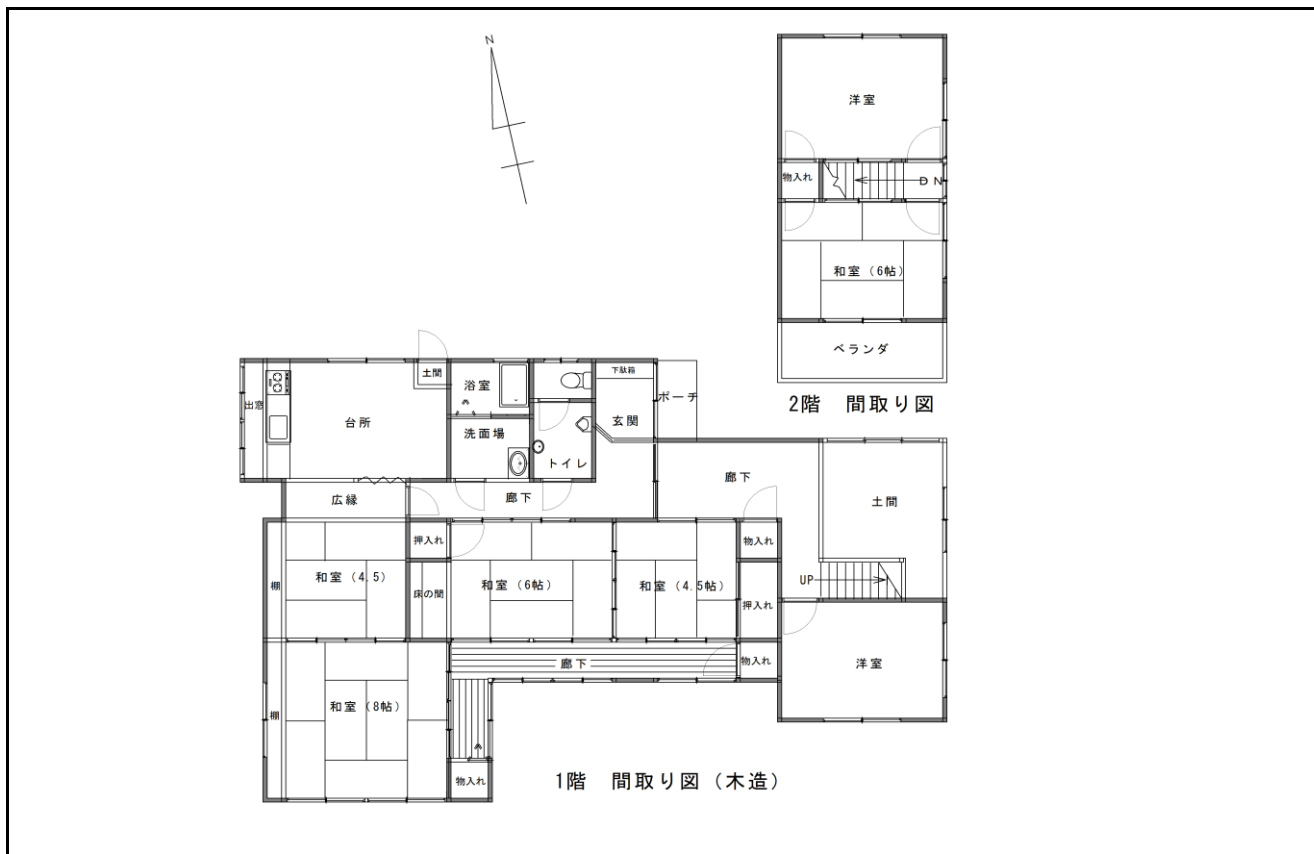 N
洋室
物入れ
DN
和室（6帖）
ベランダ
2階　間取り図
土間
浴室
下駄箱
ポーチ
出窓
台所
玄関
洗面場
トイレ
廊下
土間
広縁
廊下
押入れ
物入れ
棚
和室（4.5）
床の間
和室（6帖）
和室（4.5帖）
UP
押入れ
廊下
物入れ
洋室
棚
和室（8帖）
物入れ
1階　間取り図（木造）